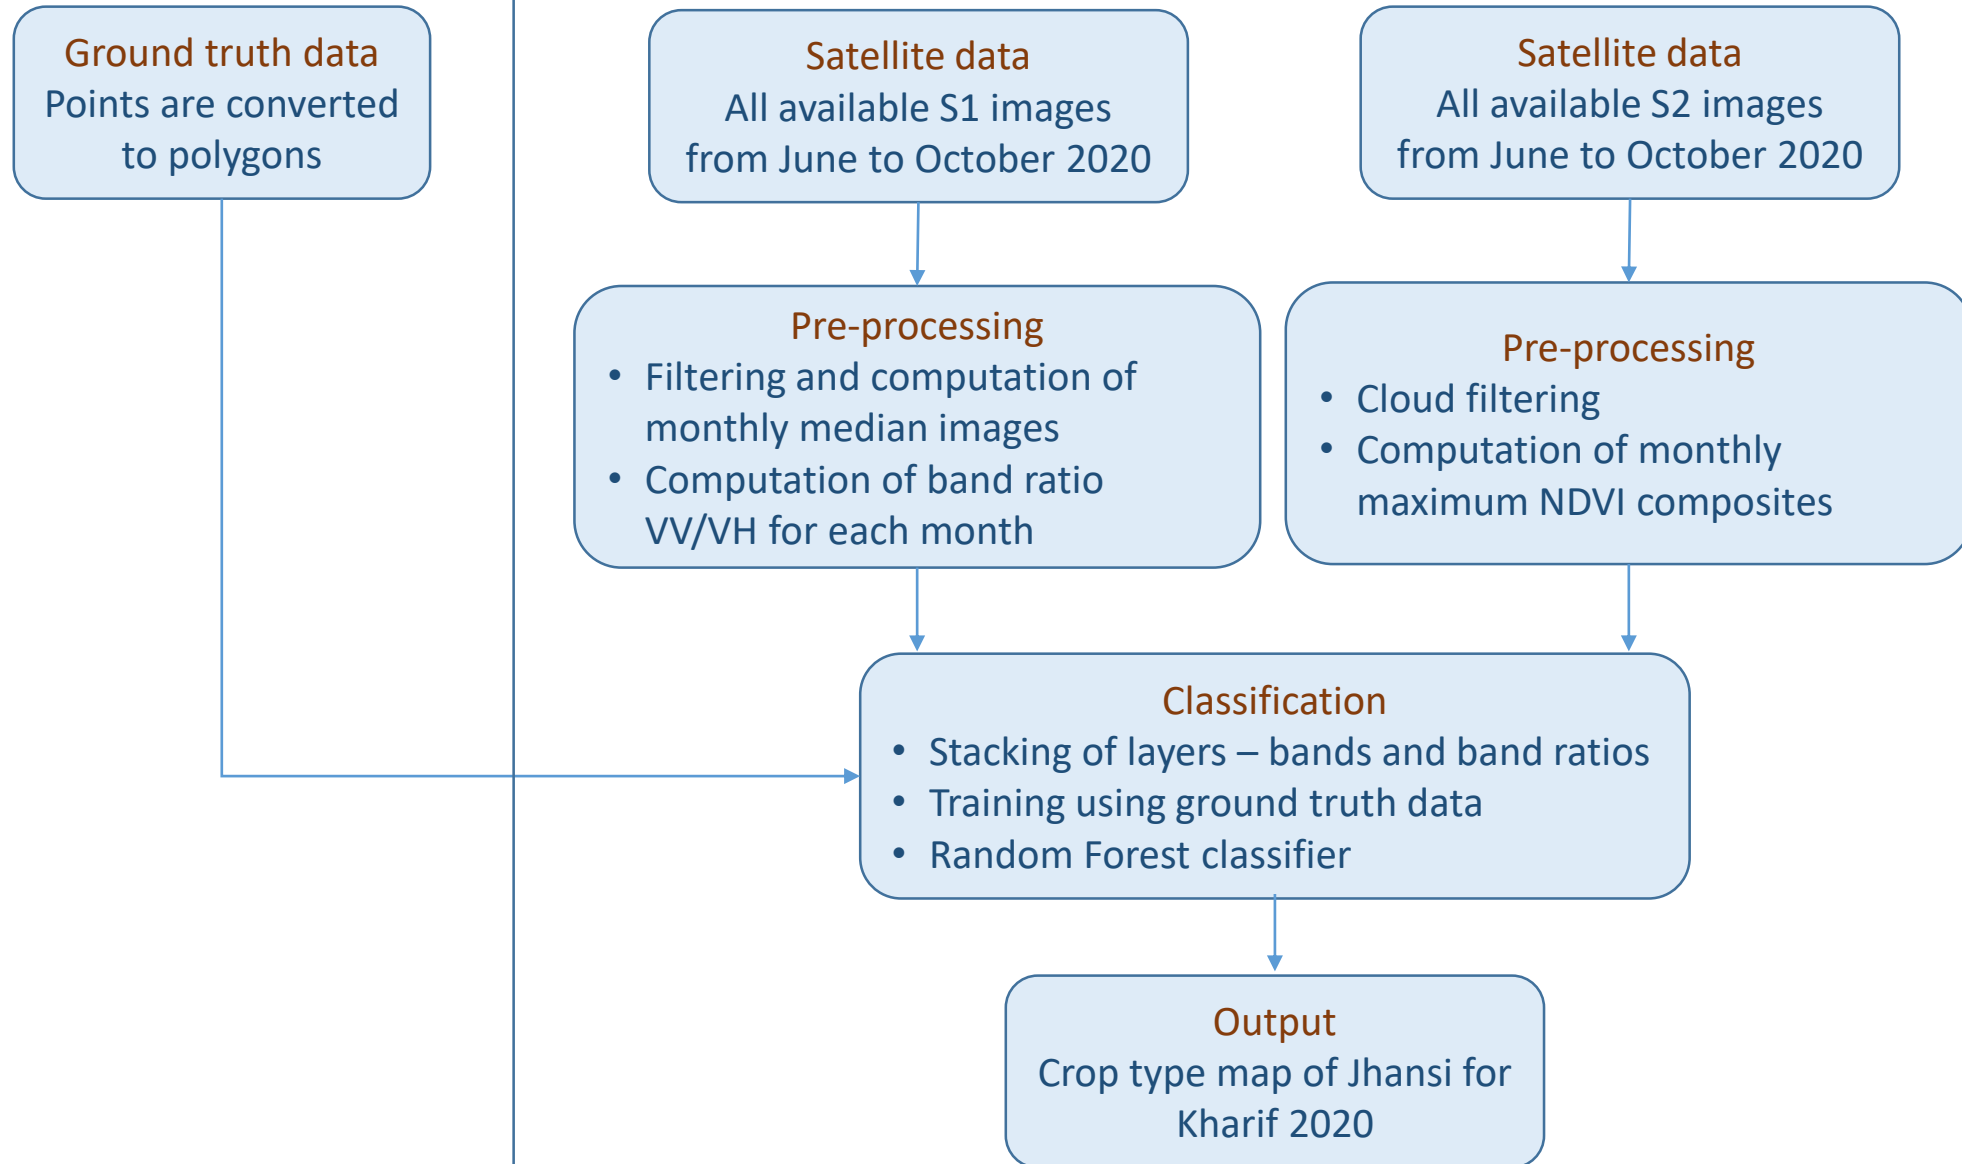 Ground truth data
Points are converted
to polygons
Satellite data
All available S1 images
from June to October 2020
Satellite data
All available S2 images
from June to October 2020
Pre-processing
• Filtering and computation of
monthly median images
• Computation of band ratio
VV/VH for each month
Pre-processing
• Cloud filtering
• Computation of monthly
maximum NDVI composites
Classification
• Stacking of layers – bands and band ratios
• Training using ground truth data
• Random Forest classifier
Output
Crop type map of Jhansi for
Kharif 2020